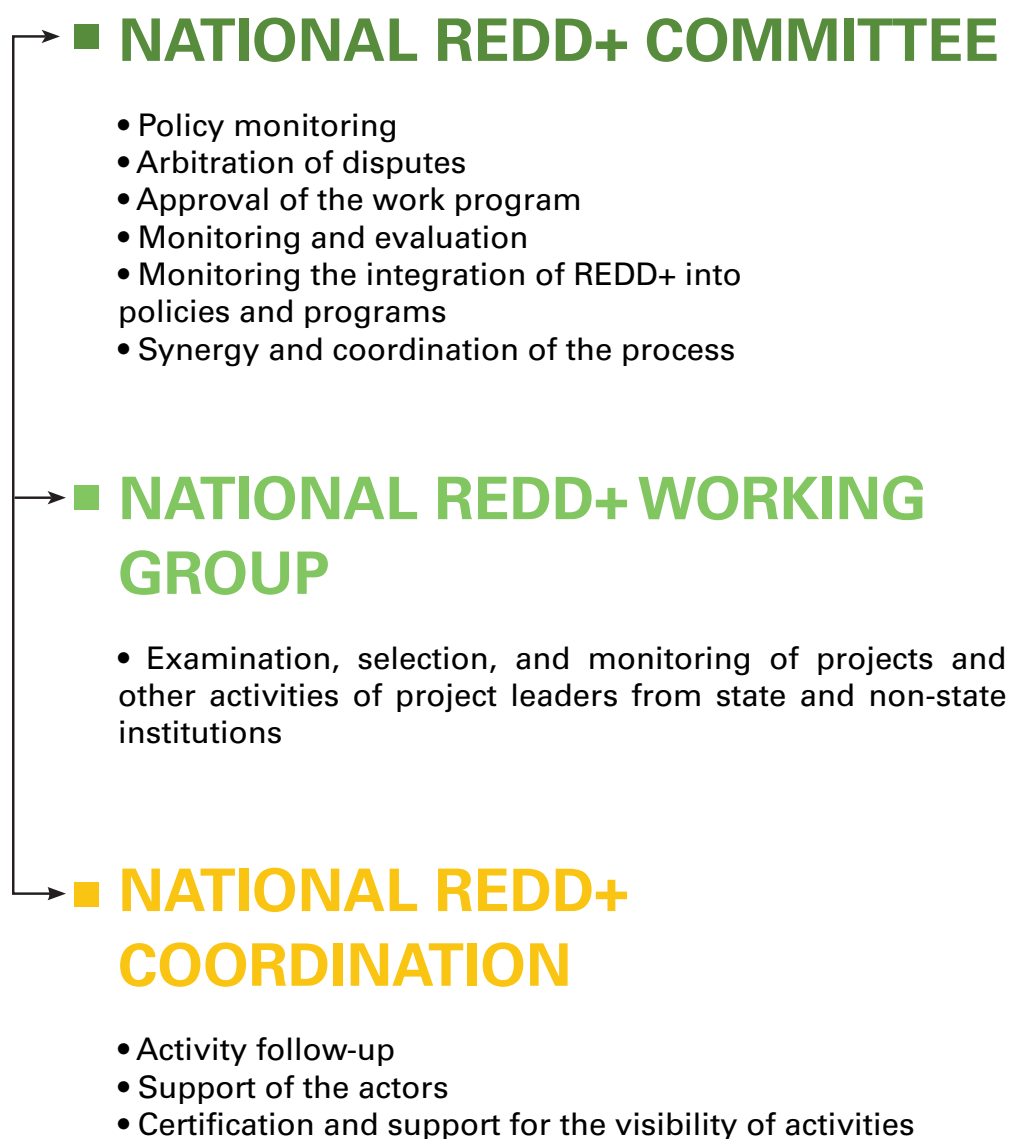 NATIONAL REDD+ COMMITTEE
• Policy monitoring
• Arbitration of disputes
• Approval of the work program
• Monitoring and evaluation
• Monitoring the integration of REDD+ into
policies and programs
• Synergy and coordination of the process
NATIONAL REDD+ WORKING
GROUP
• Examination, selection, and monitoring of projects and
other activities of project leaders from state and non-state
institutions
NATIONAL REDD+
COORDINATION
• Activity follow-up
• Support of the actors
• Certification and support for the visibility of activities